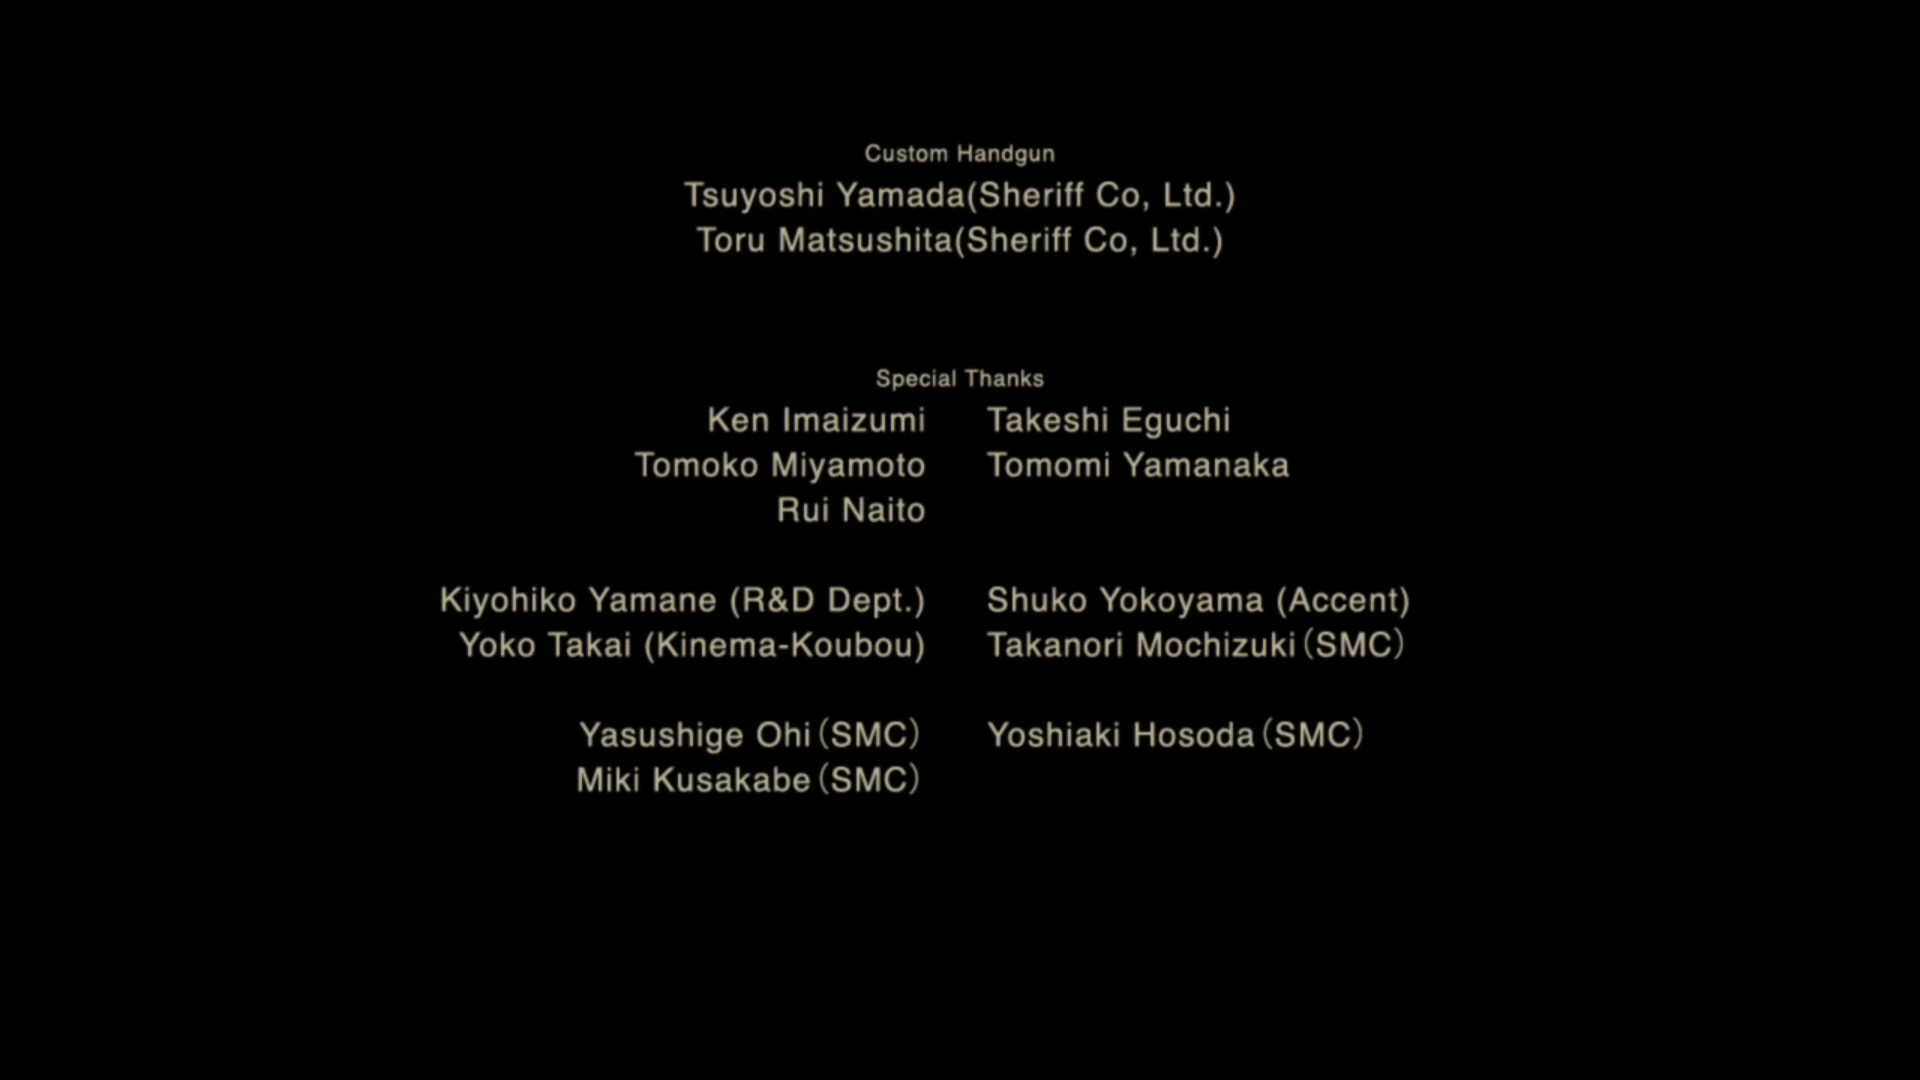 Custom Handgun
Tsuyoshi Yamada(Sheriff Co, Ltd.)
Toru Matsushita(Sheriff Co, Ltd.)
Special Thanks
Ken Imaizumi Takeshi Eguchi
Tomoko Miyamoto Tomomi Yamanaka
Rui Naito
Kiyohiko Yamane (R&D Dept.) Shuko Yokoyama (Accent)
Yoko Takai (Kinema-Koubou) Takanori Mochizuki（SMC）
Yasushige Ohi（SMC） Yoshiaki Hosoda（SMC）
Miki Kusakabe（SMC）